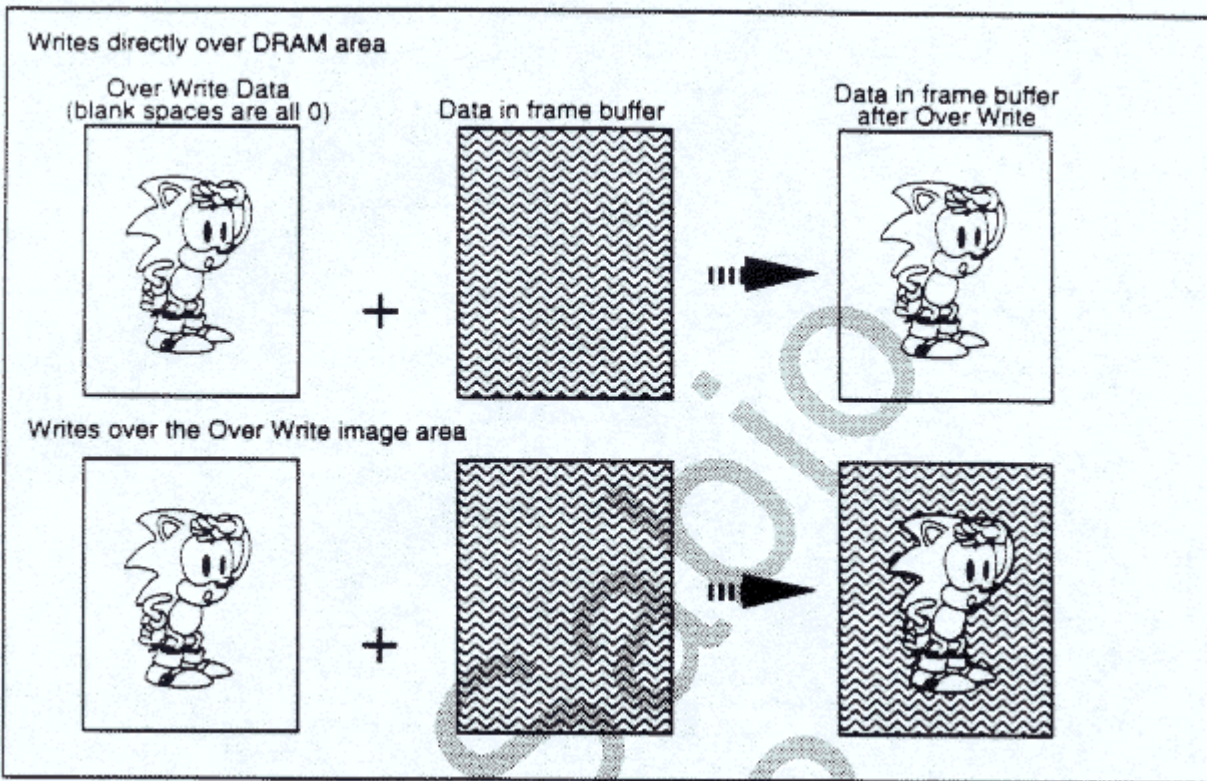 Writes directly over DRAM area
Over Write Data
(blank spaces are all 0)
Data in frame buffer
Data in frame buffer
after Over Write
+
Writes over the Over Write image area
+